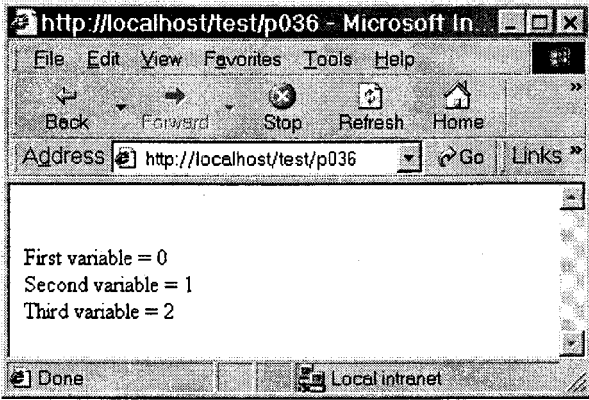 http://localhost/test/p036 - Microsoft In...
File Edit View Favorites Tools Help
Back Forward Stop Refresh Home »
Address http://localhost/test/p036 Go Links »
First variable = 0
Second variable = 1
Third variable = 2
Done Local intranet